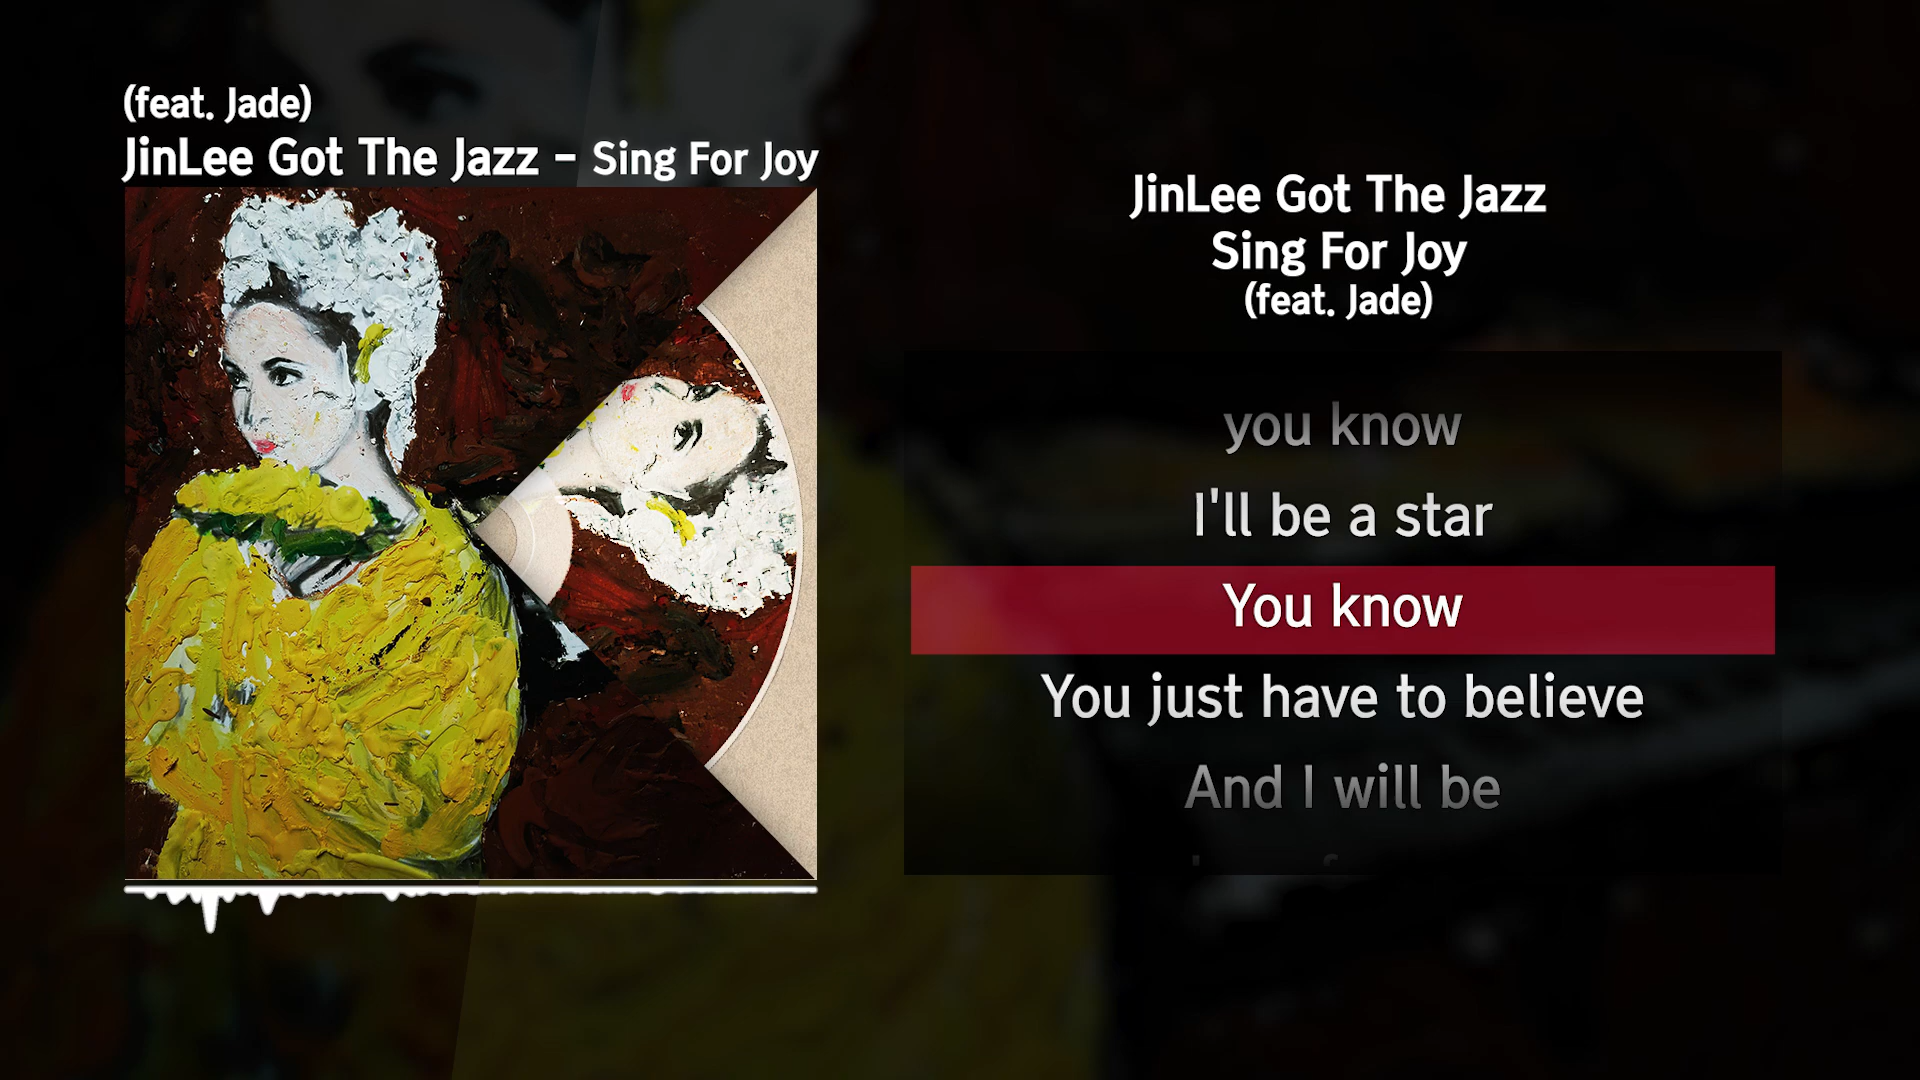 (feat. Jade)
JinLee Got The Jazz - Sing For Joy
JinLee Got The Jazz
Sing For Joy
(feat. Jade)
you know
I'll be a star
You know
You just have to believe
And I will be